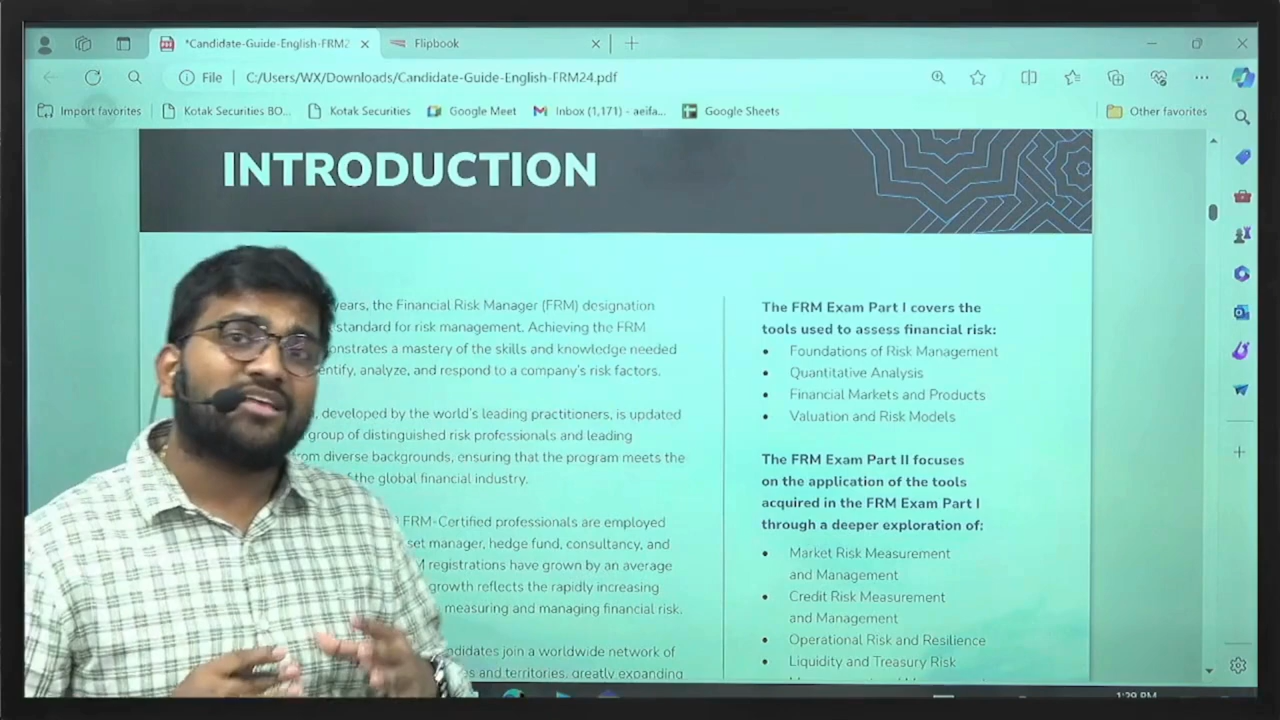 *Candidate-Guide-English-FRM2
Flipbook
File
C:/Users/WX/Downloads/Candidate-Guide-English-FRM24.pdf
Import favorites
Kotak Securities BO...
Kotak Securities
Google Meet
Inbox (1,171) - aeifa...
Google Sheets
Other favorites
INTRODUCTION
years, the Financial Risk Manager (FRM) designation
standard for risk management. Achieving the FRM
a mastery of the skills and knowledge needed
analyze, and respond to a company's risk factors.
developed by the world's leading practitioners, is updated
group of distinguished risk professionals and leading
diverse backgrounds, ensuring that the program meets the
of the global financial industry.
FRM-Certified professionals are employed
manager, hedge fund, consultancy, and
registrations have grown by an average
growth reflects the rapidly increasing
measuring and managing financial risk.
join a worldwide network of
and territories, greatly expanding
The FRM Exam Part I covers the
tools used to assess financial risk:
• Foundations of Risk Management
• Quantitative Analysis
• Financial Markets and Products
• Valuation and Risk Models
The FRM Exam Part II focuses
on the application of the tools
acquired in the FRM Exam Part I
through a deeper exploration of:
• Market Risk Measurement
and Management
• Credit Risk Measurement
and Management
• Operational Risk and Resilience
• Liquidity and Treasury Risk
1:29 PM